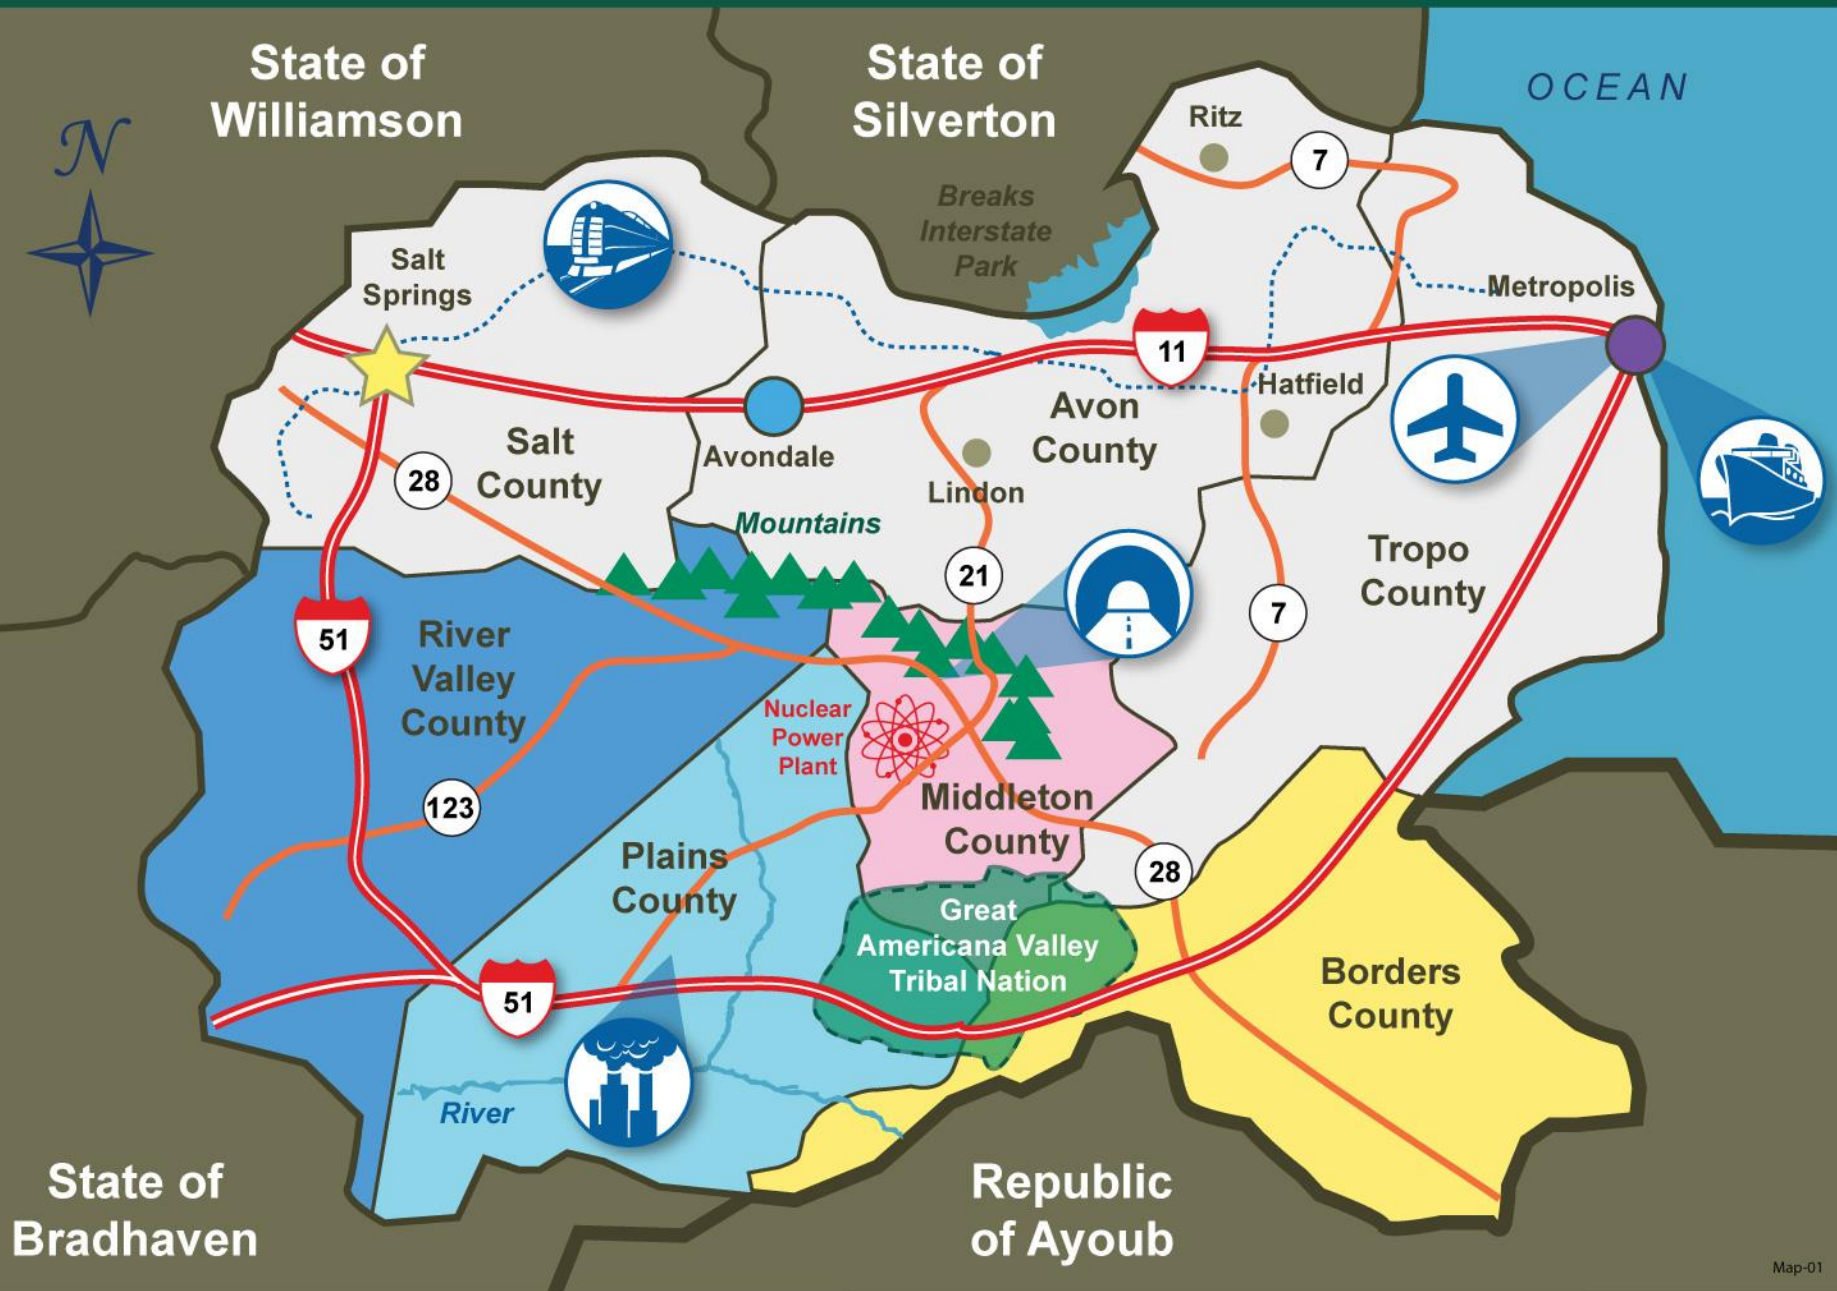 State of
Williamson
State of
Silverton
OCEAN
N
Ritz
7
Breaks
Interstate
Park
Salt
Springs
Metropolis
11
Hatfield
Avon
County
Salt
County
Avondale
28
Lindon
Mountains
21
Tropo
County
7
51
River
Valley
County
Nuclear
Power
Plant
123
Middleton
County
Plains
County
28
Great
Americana Valley
Tribal Nation
51
Borders
County
River
State of
Bradhaven
Republic
of Ayoub
Map-01